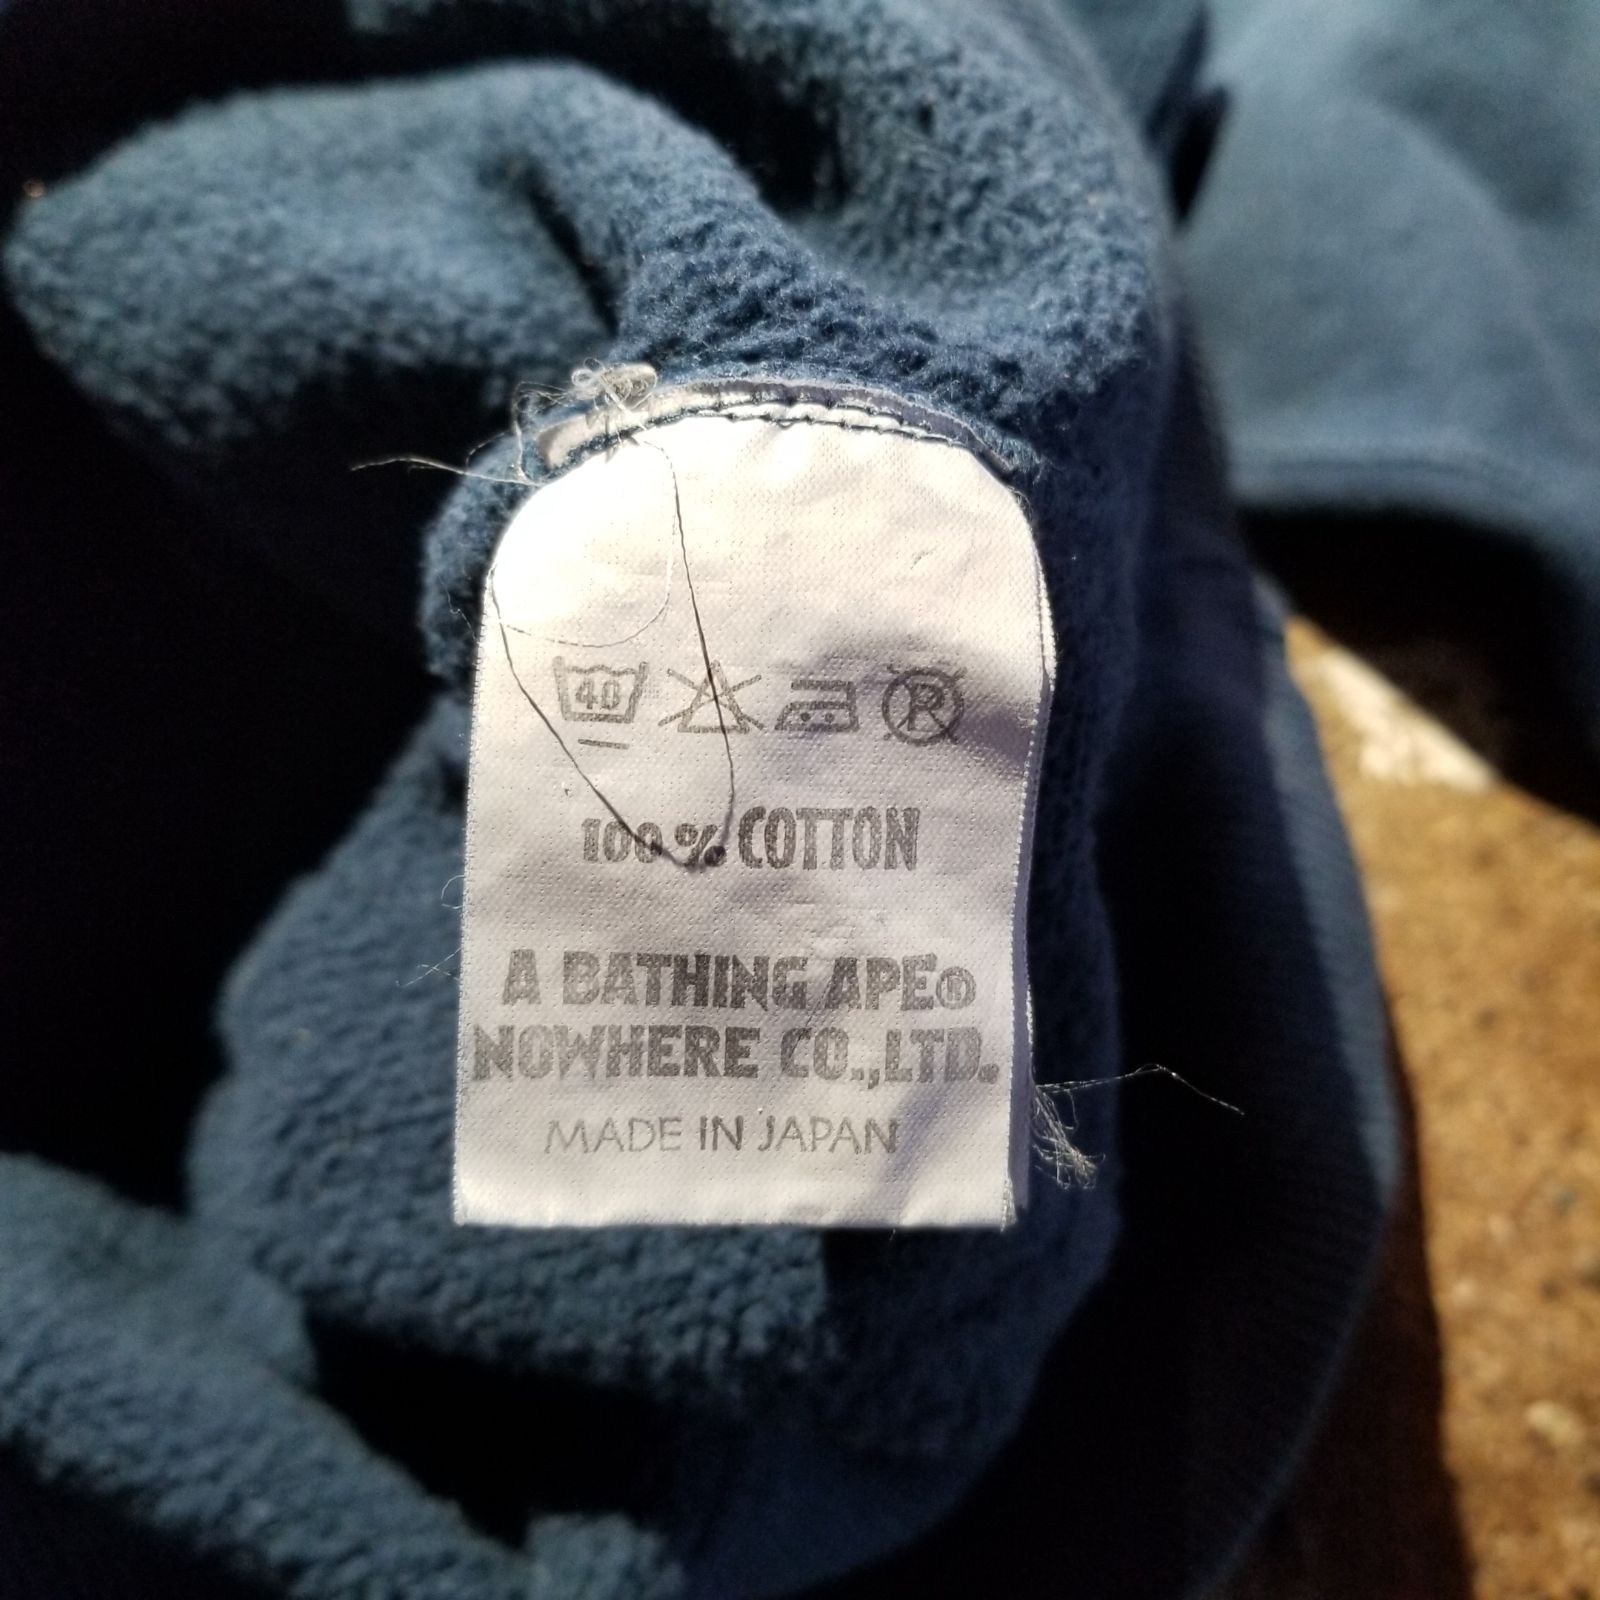 40
P
100% COTTON
A BATHING APE®
NOWHERE CO.,LTD.
MADE IN JAPAN